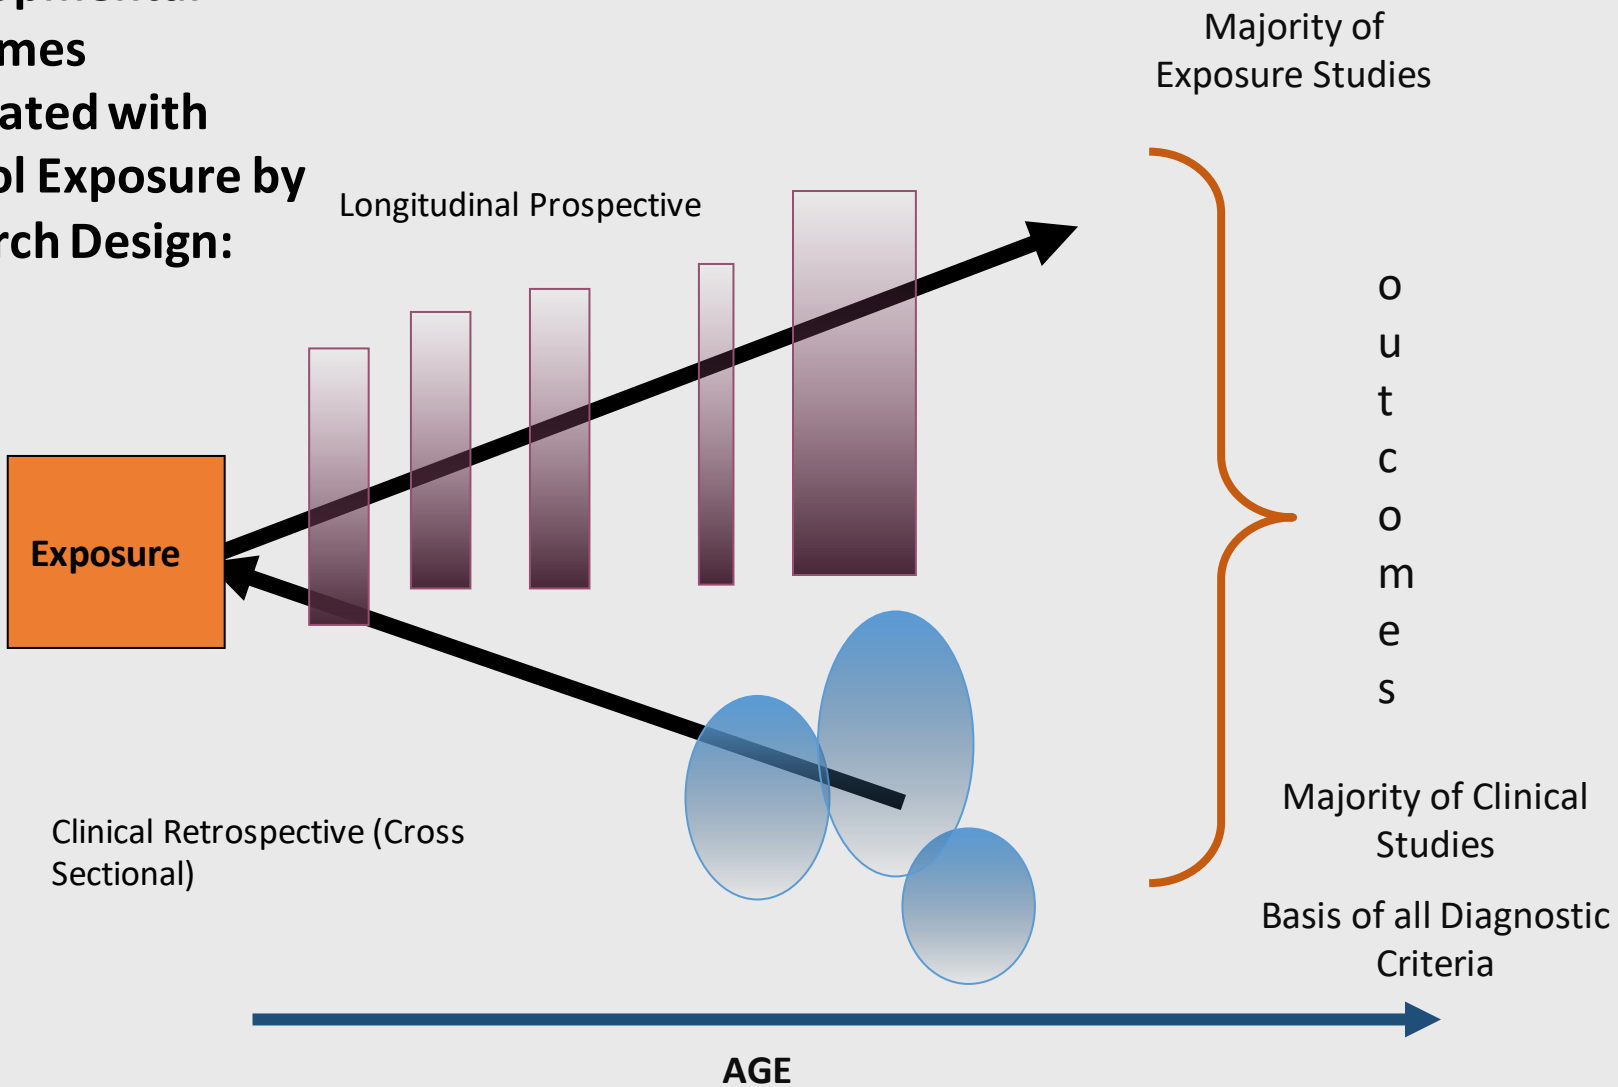 mes
ated with
ol Exposure by
rch Design:
Majority of
Exposure Studies
Longitudinal Prospective
Exposure
o
u
t
c
o
m
e
s
Clinical Retrospective (Cross
Sectional)
Majority of Clinical
Studies
Basis of all Diagnostic
Criteria
AGE